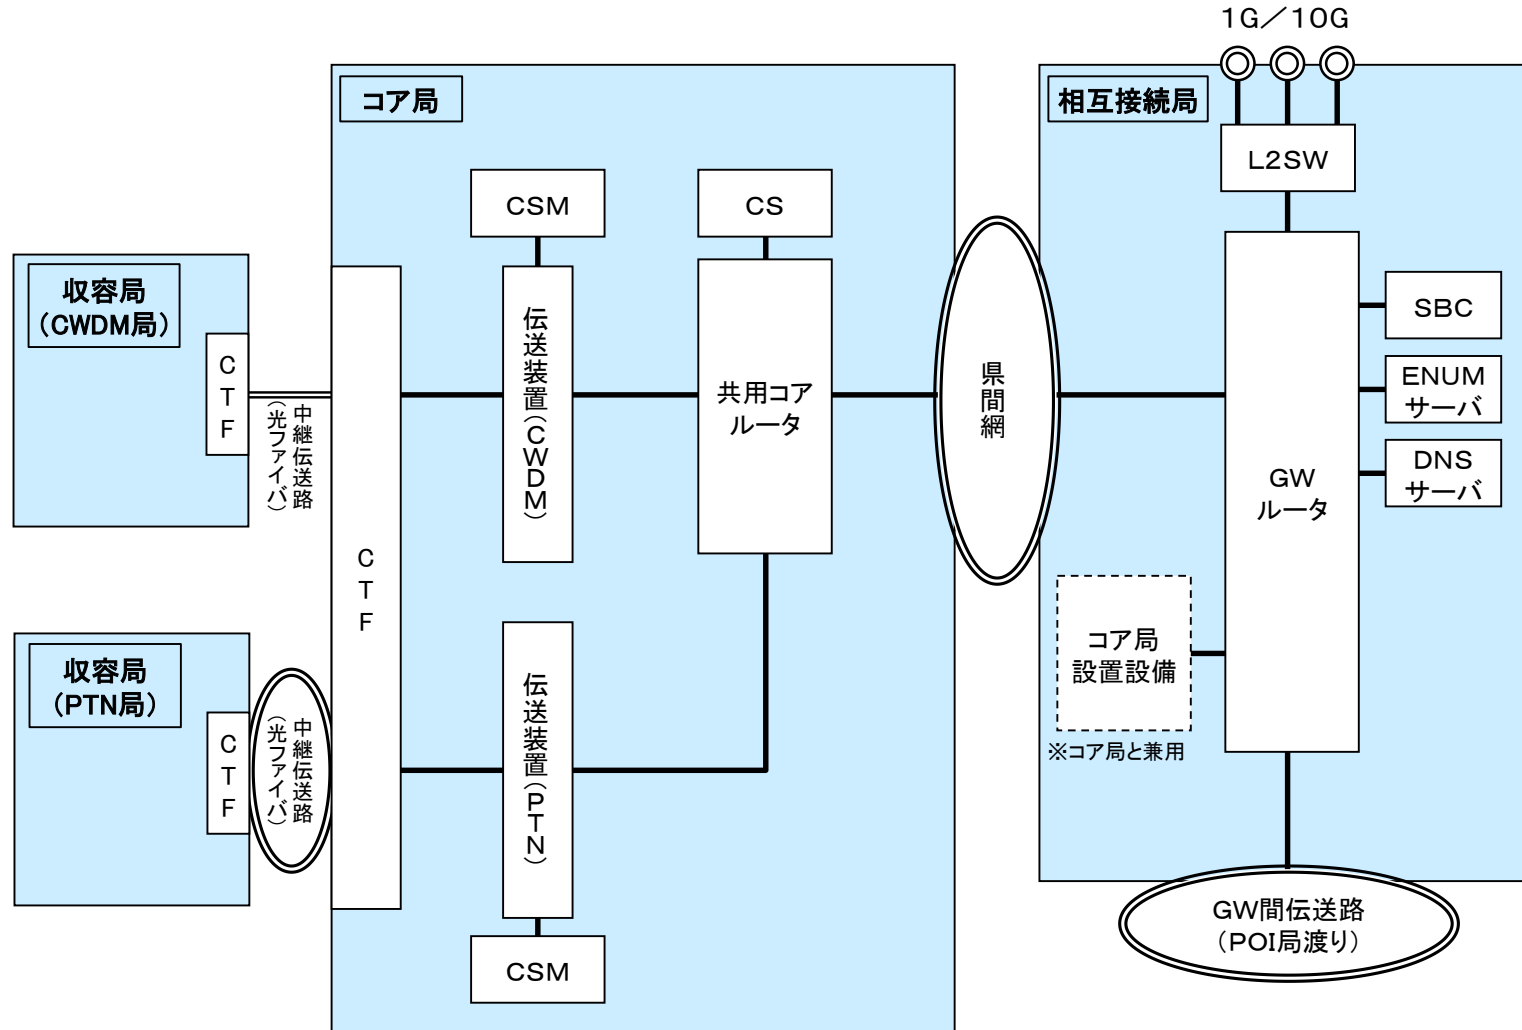 1G/10G
コア局
相互接続局
L2SW
CSM
CS
収容局
(CWDM局)
CTF
中継伝送路
(光ファイバ)
CTF
伝送装置(CWDM)
共用コア
ルータ
県間網
GW
ルータ
SBC
ENUM
サーバ
DNS
サーバ
コア局
設置設備
※コア局と兼用
収容局
(PTN局)
CTF
中継伝送路
(光ファイバ)
伝送装置(PTN)
CSM
GW間伝送路
(POI局渡り)